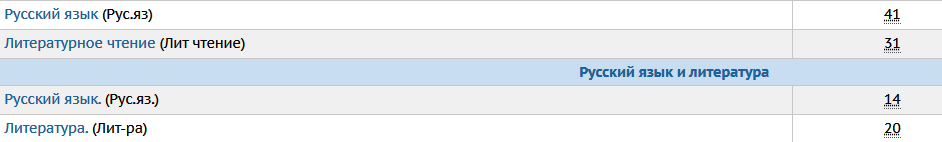 Русский язык (Рус.яз) 41
Литературное чтение (Лит чтение) 31
Русский язык и литература
Русский язык. (Рус.яз.) 14
Литература. (Лит-ра) 20